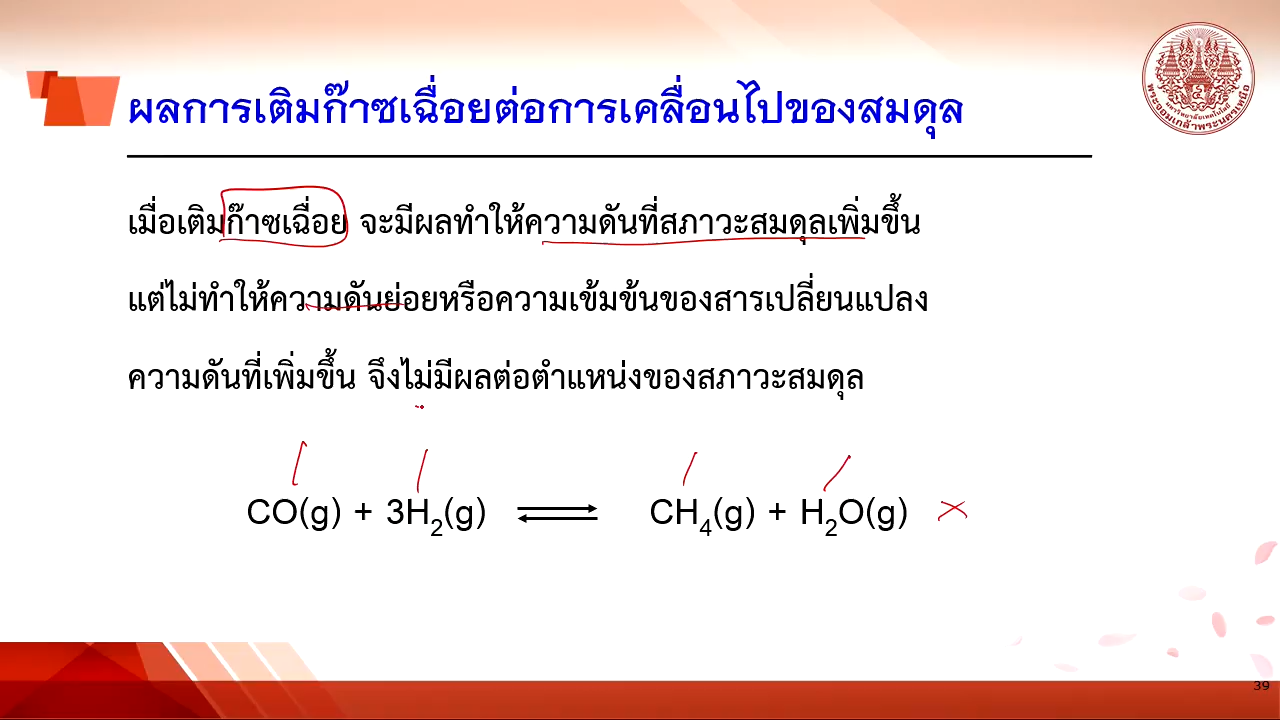 ผลการเติมก๊าซเฉื่อยต่อการเคลื่อนไปของสมดุล
เมื่อเติมก๊าซเฉื่อย จะมีผลทำให้ความดันที่สภาวะสมดุลเพิ่มขึ้น
แต่ไม่ทำให้ความดันย่อยหรือความเข้มข้นของสารเปลี่ยนแปลง
ความดันที่เพิ่มขึ้น จึงไม่มีผลต่อตำแหน่งของสภาวะสมดุล
CO(g) + 3H₂(g) ⇌ CH₄(g) + H₂O(g)
39